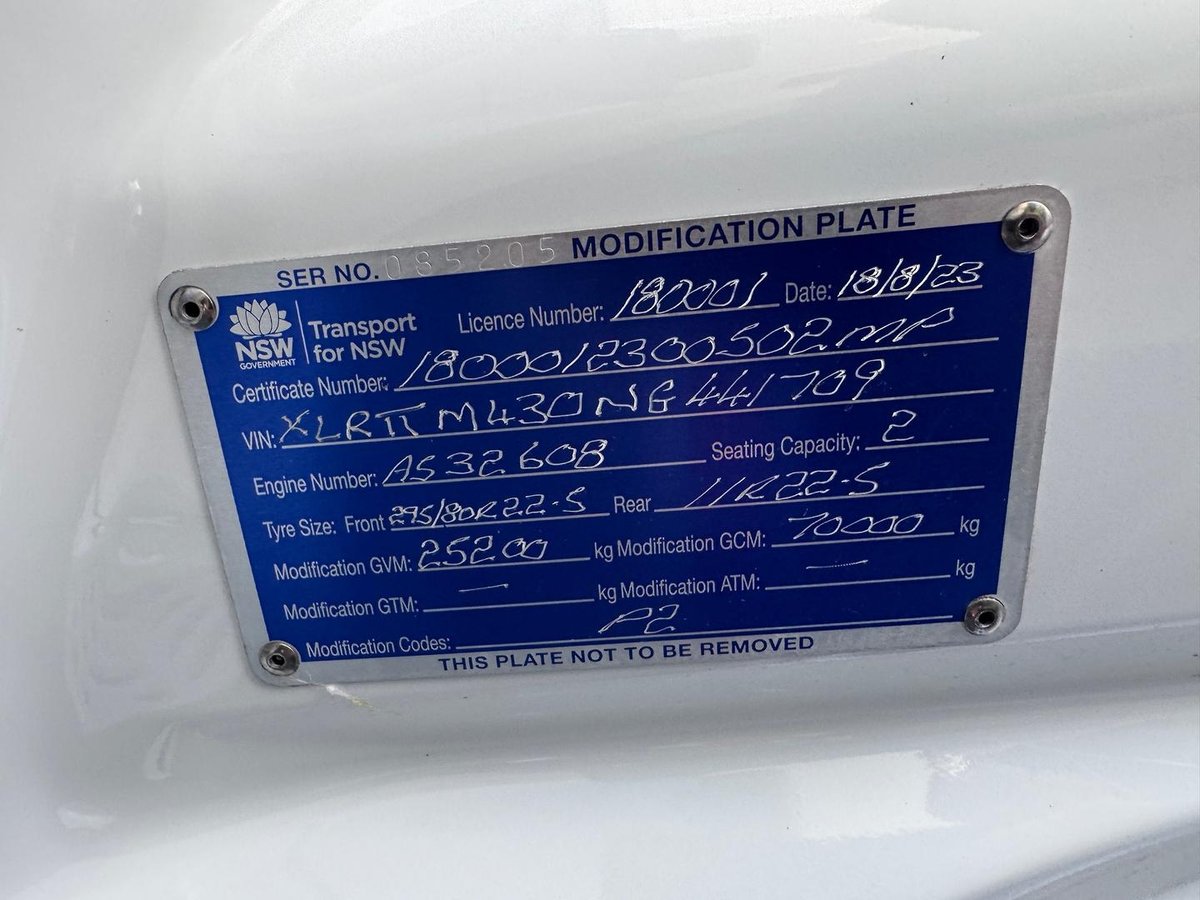 SER NO. 085205 MODIFICATION PLATE
NSW GOVERNMENT Transport for NSW
Licence Number: 180001 Date: 18/8/23
Certificate Number: 1800012300502MP
VIN: XLRTTM430NG441709
Engine Number: AS32608 Seating Capacity: 2
Tyre Size: Front 295/80R22-5 Rear 11R22-5
Modification GVM: 25200 kg Modification GCM: 70000 kg
Modification GTM: — kg Modification ATM: — kg
Modification Codes: P2
THIS PLATE NOT TO BE REMOVED